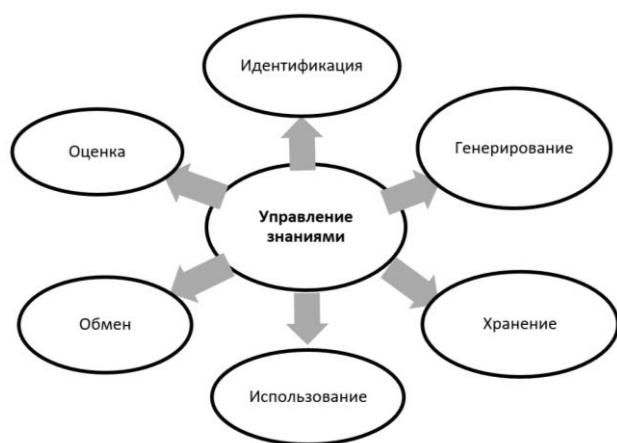 Идентификация
Оценка
Генерирование
Управление
знаниями
Обмен
Хранение
Использование